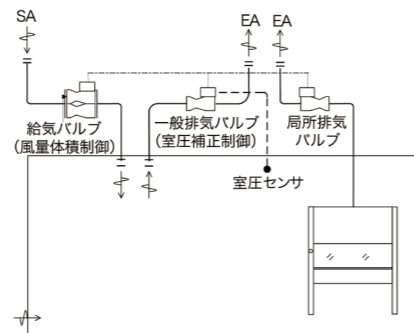 SA
EA
EA
給気バルブ
(風量体積制御)
一般排気バルブ
(室圧補正制御)
局所排気
バルブ
室圧センサ